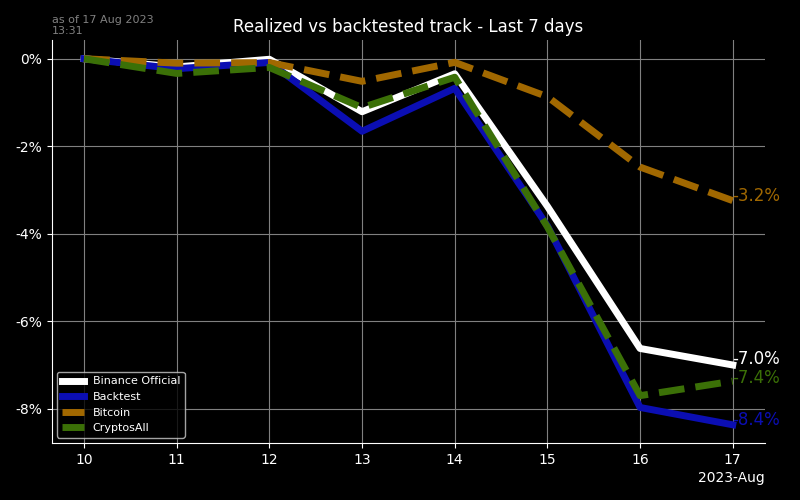 as of 17 Aug 2023
13:31
Realized vs backtested track - Last 7 days
0%
-2%
-4%
-6%
-8%
-3.2%
-7.0%
-7.4%
-8.4%
Binance Official
Backtest
Bitcoin
CryptosAll
10 11 12 13 14 15 16 17
2023-Aug